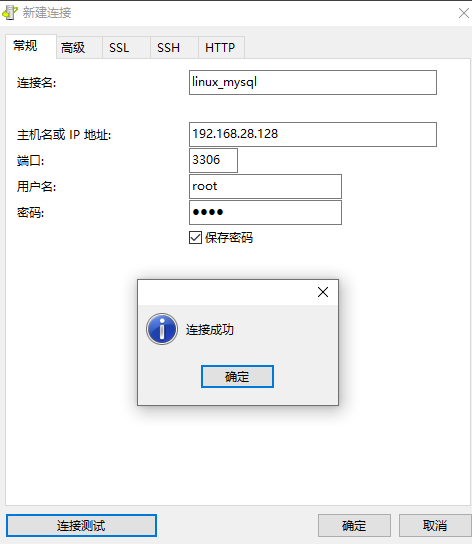 新建连接
常规 高级 SSL SSH HTTP
连接名: linux_mysql
主机名或 IP 地址: 192.168.28.128
端口: 3306
用户名: root
密码: ●●●●
保存密码
连接成功
确定
连接测试 确定 取消